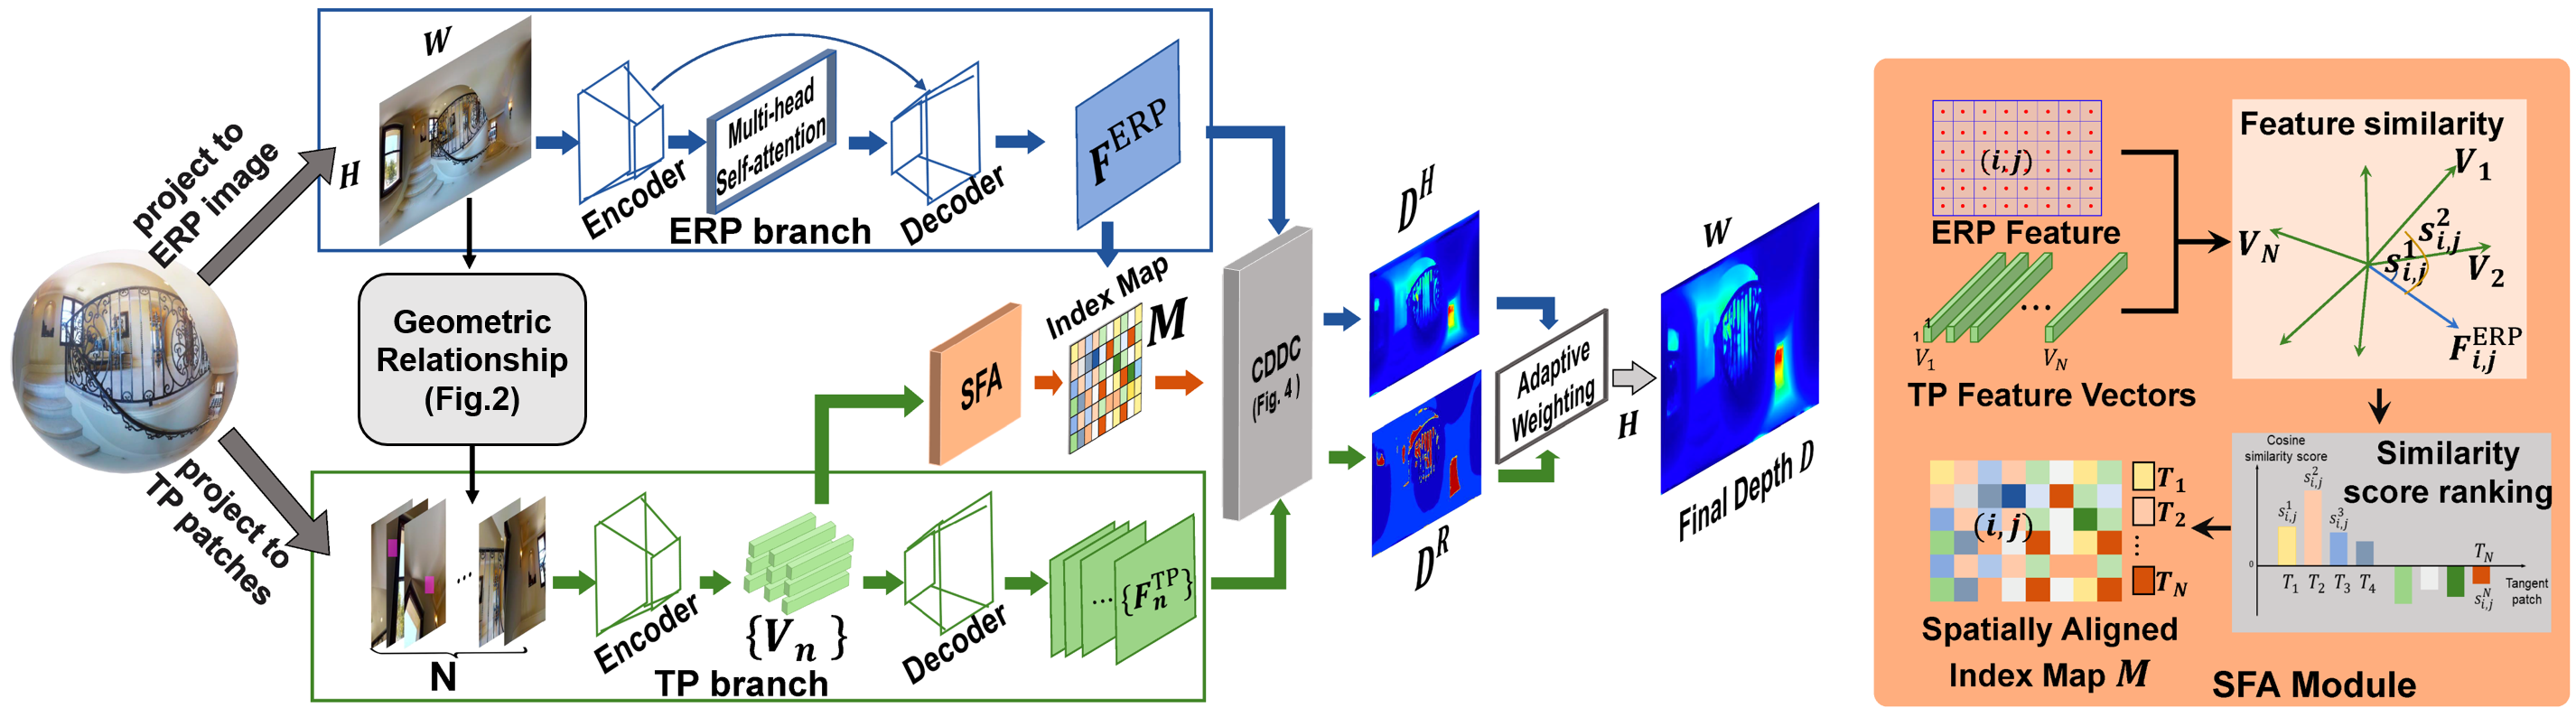 project to
ERP image
project to
TP patches
W
H
Encoder
Multi-head
Self-attention
Decoder
F^ERP
ERP branch
Geometric
Relationship
(Fig.2)
SFA
Index Map
M
CDDC
(Fig. 4 )
...
N
Encoder
{V_n}
Decoder
...{F_n^TP}
TP branch
D^H
D^R
Adaptive
Weighting
W
H
Final Depth D
(i,j)
ERP Feature
1
1
...
V_1
V_N
TP Feature Vectors
Feature similarity
V_1
V_N
s_{i,j}^2
s_{i,j}^1
V_2
F_{i,j}^ERP
Cosine
similarity score
Similarity
score ranking
s_{i,j}^1
s_{i,j}^2
s_{i,j}^3
0
T_1 T_2 T_3 T_4
T_N
s_{i,j}^N
Tangent
patch
(i,j)
T_1
T_2
⋮
T_N
Spatially Aligned
Index Map M
SFA Module